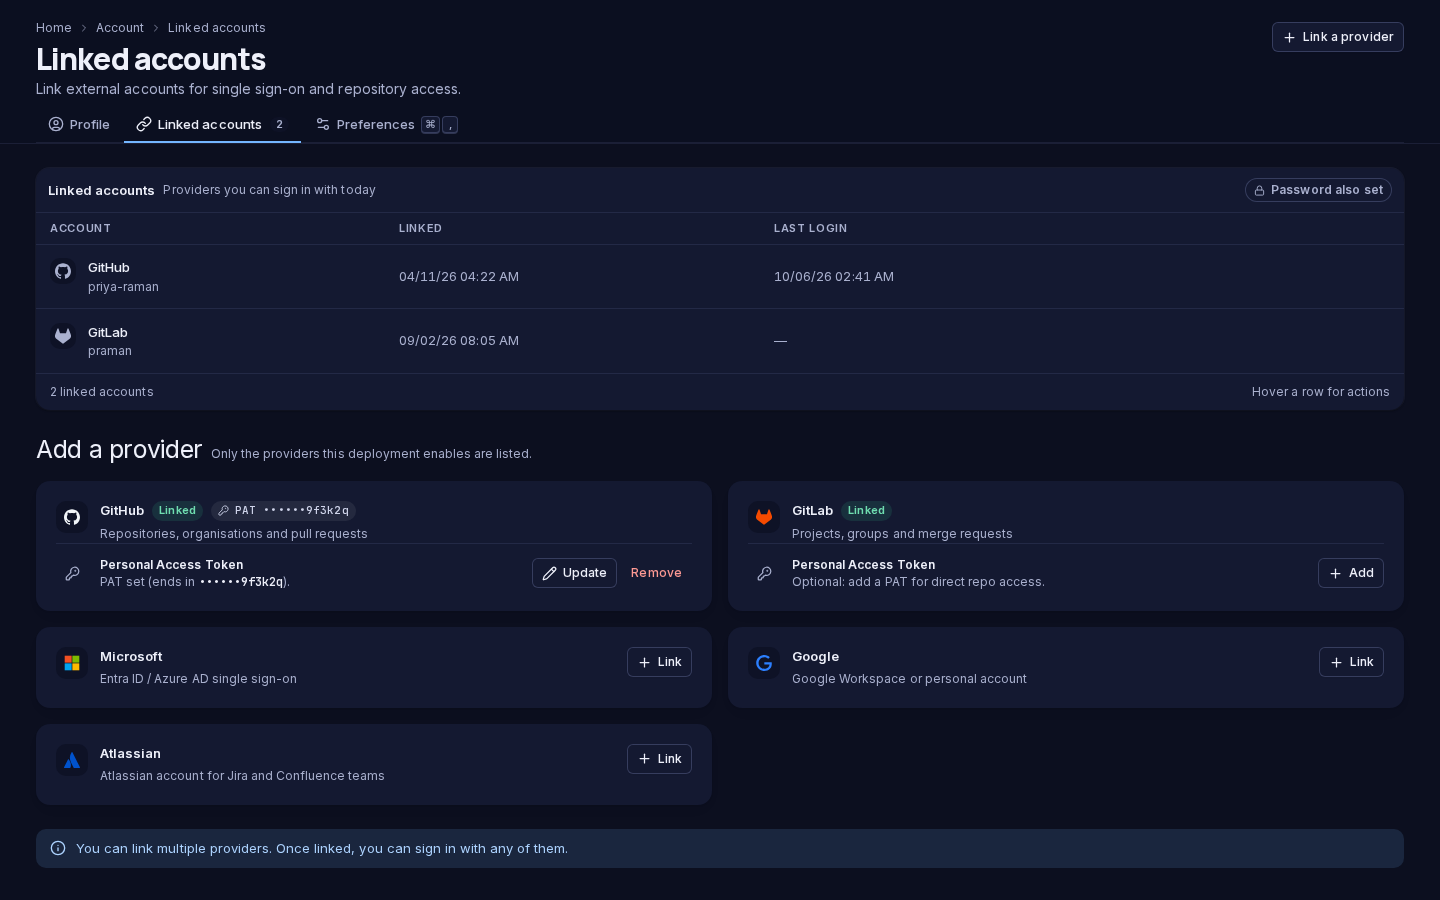 Home > Account > Linked accounts
Linked accounts
Link external accounts for single sign-on and repository access.
Link a provider
Profile
Linked accounts 2
Preferences ⌘ ,
Linked accounts Providers you can sign in with today
Password also set
ACCOUNT LINKED LAST LOGIN
GitHub
priya-raman
04/11/26 04:22 AM
10/06/26 02:41 AM
GitLab
praman
09/02/26 08:05 AM
—
2 linked accounts
Hover a row for actions
Add a provider Only the providers this deployment enables are listed.
GitHub Linked PAT ••••••9f3k2q
Repositories, organisations and pull requests
Personal Access Token
PAT set (ends in ••••••9f3k2q).
Update
Remove
GitLab Linked
Projects, groups and merge requests
Personal Access Token
Optional: add a PAT for direct repo access.
Add
Microsoft
Entra ID / Azure AD single sign-on
Link
Google
Google Workspace or personal account
Link
Atlassian
Atlassian account for Jira and Confluence teams
Link
You can link multiple providers. Once linked, you can sign in with any of them.